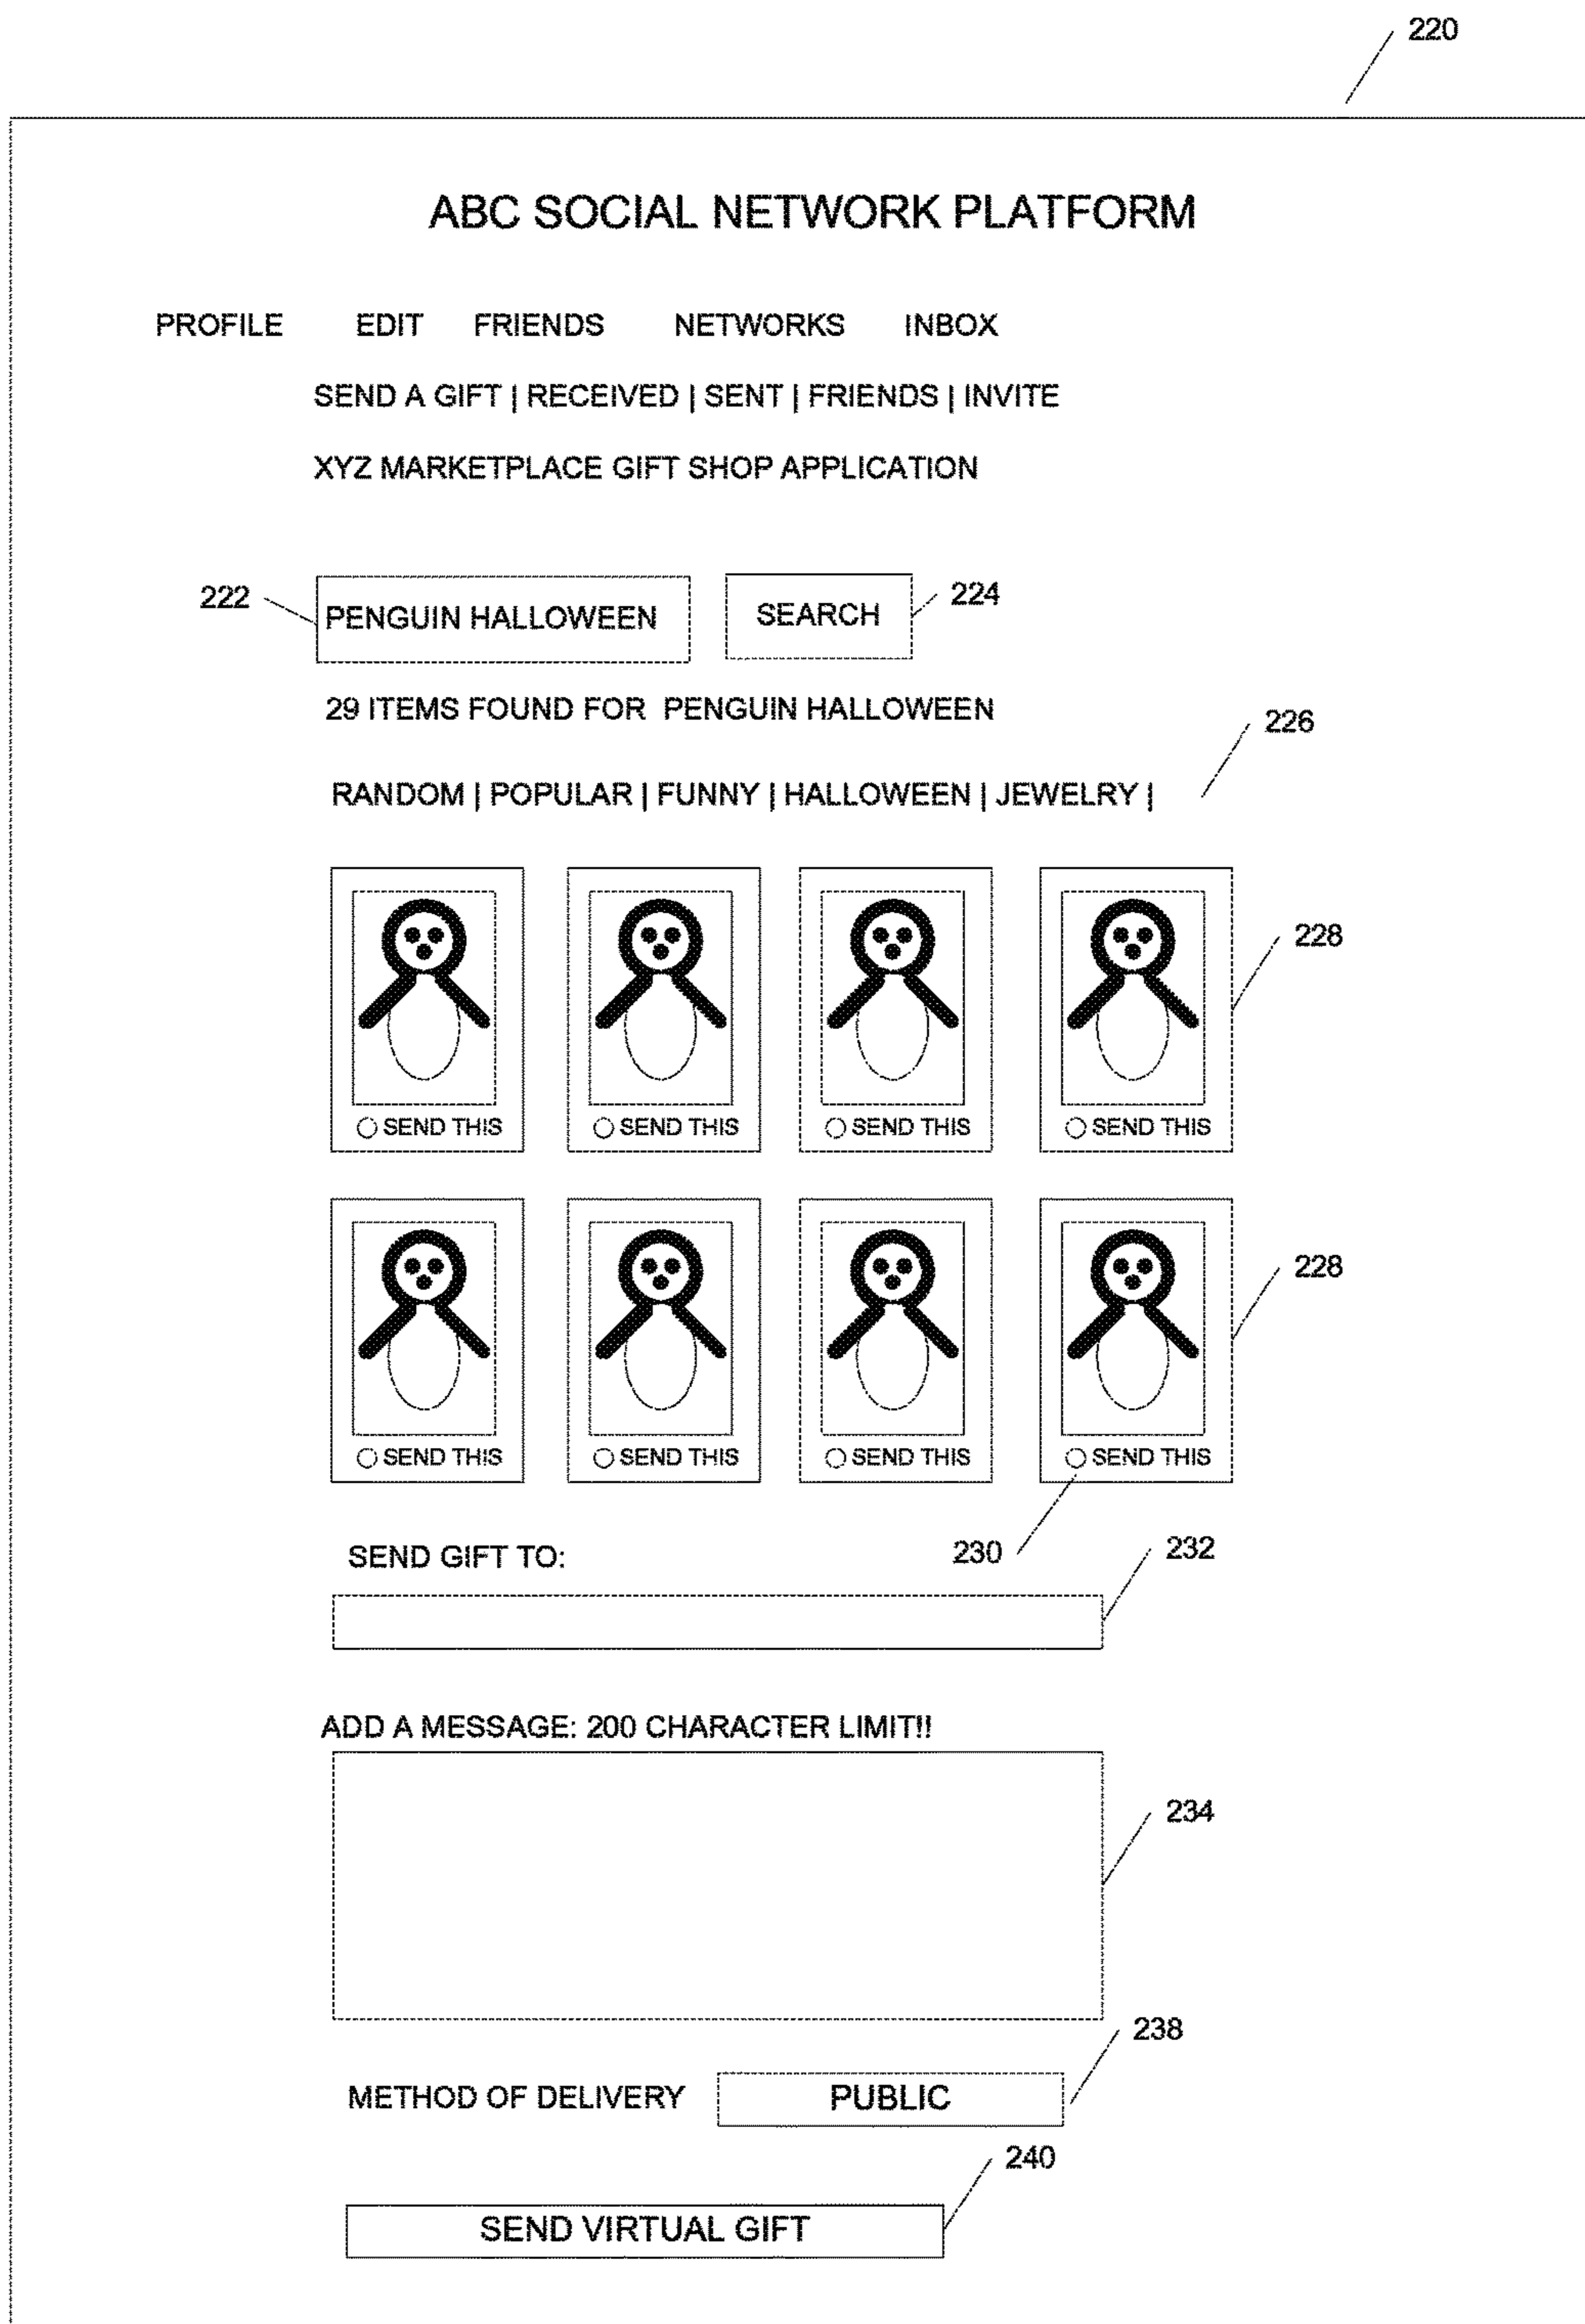 220
ABC SOCIAL NETWORK PLATFORM
PROFILE EDIT FRIENDS NETWORKS INBOX
SEND A GIFT | RECEIVED | SENT | FRIENDS | INVITE
XYZ MARKETPLACE GIFT SHOP APPLICATION
222 PENGUIN HALLOWEEN SEARCH 224
29 ITEMS FOUND FOR PENGUIN HALLOWEEN
226
RANDOM | POPULAR | FUNNY | HALLOWEEN | JEWELRY |
228
SEND THIS SEND THIS SEND THIS SEND THIS
228
SEND THIS SEND THIS SEND THIS SEND THIS
SEND GIFT TO: 230 232
ADD A MESSAGE: 200 CHARACTER LIMIT!!
234
238
METHOD OF DELIVERY PUBLIC
240
SEND VIRTUAL GIFT